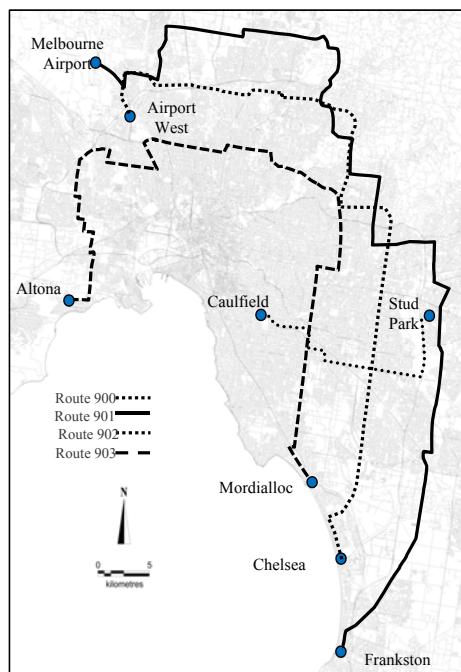 Melbourne
Airport
Airport
West
Altona
Caulfield
Stud
Park
Route 900
Route 901
Route 902
Route 903
Mordialloc
N
0 5
kilometres
Chelsea
Frankston